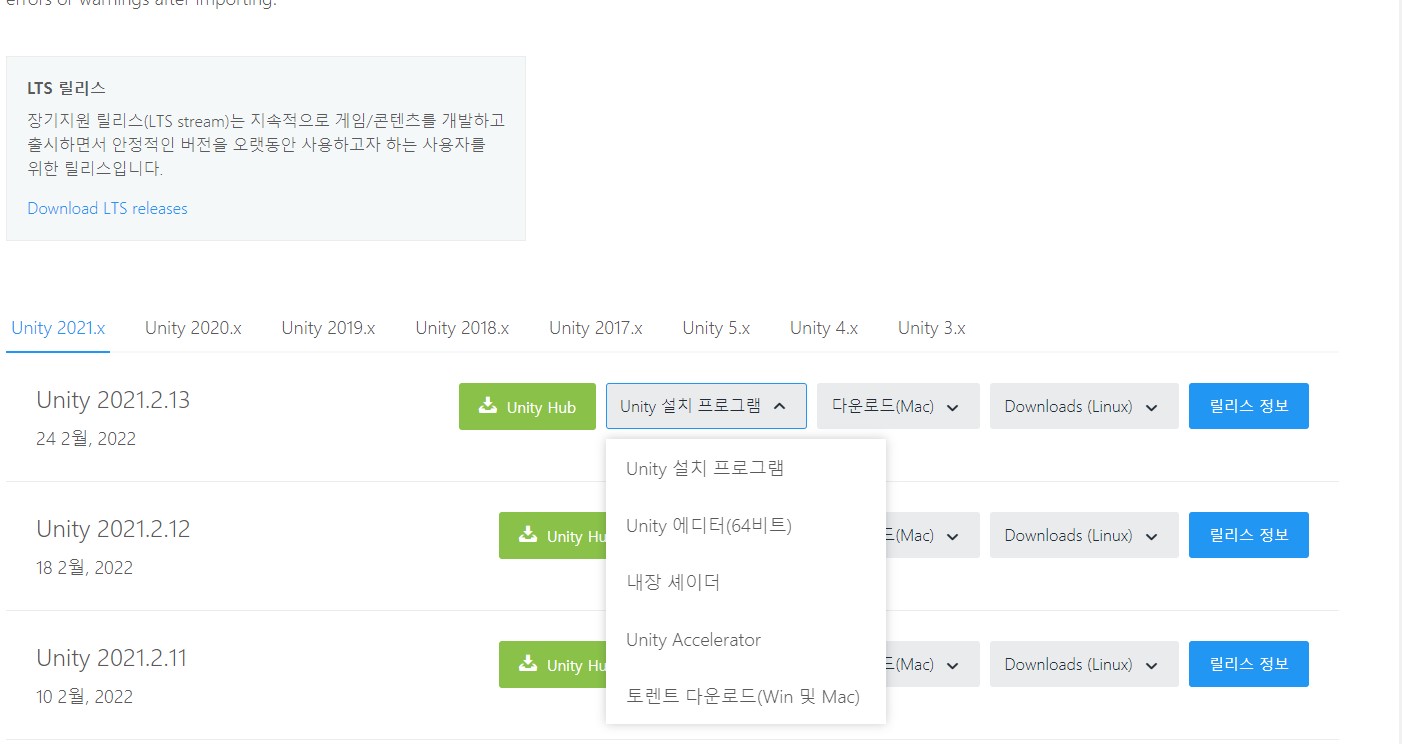 errors or warnings after importing.
LTS 릴리스
장기지원 릴리스(LTS stream)는 지속적으로 게임/콘텐츠를 개발하고
출시하면서 안정적인 버전을 오랫동안 사용하고자 하는 사용자를
위한 릴리스입니다.
Download LTS releases
Unity 2021.x Unity 2020.x Unity 2019.x Unity 2018.x Unity 2017.x Unity 5.x Unity 4.x Unity 3.x
Unity 2021.2.13
24 2월, 2022
Unity Hub Unity 설치 프로그램 다운로드(Mac) Downloads (Linux) 릴리스 정보
Unity 설치 프로그램
Unity 에디터(64비트)
내장 셰이더
Unity Accelerator
토렌트 다운로드(Win 및 Mac)
Unity 2021.2.12
18 2월, 2022
Unity Hu (Mac) Downloads (Linux) 릴리스 정보
Unity 2021.2.11
10 2월, 2022
Unity Hu (Mac) Downloads (Linux) 릴리스 정보